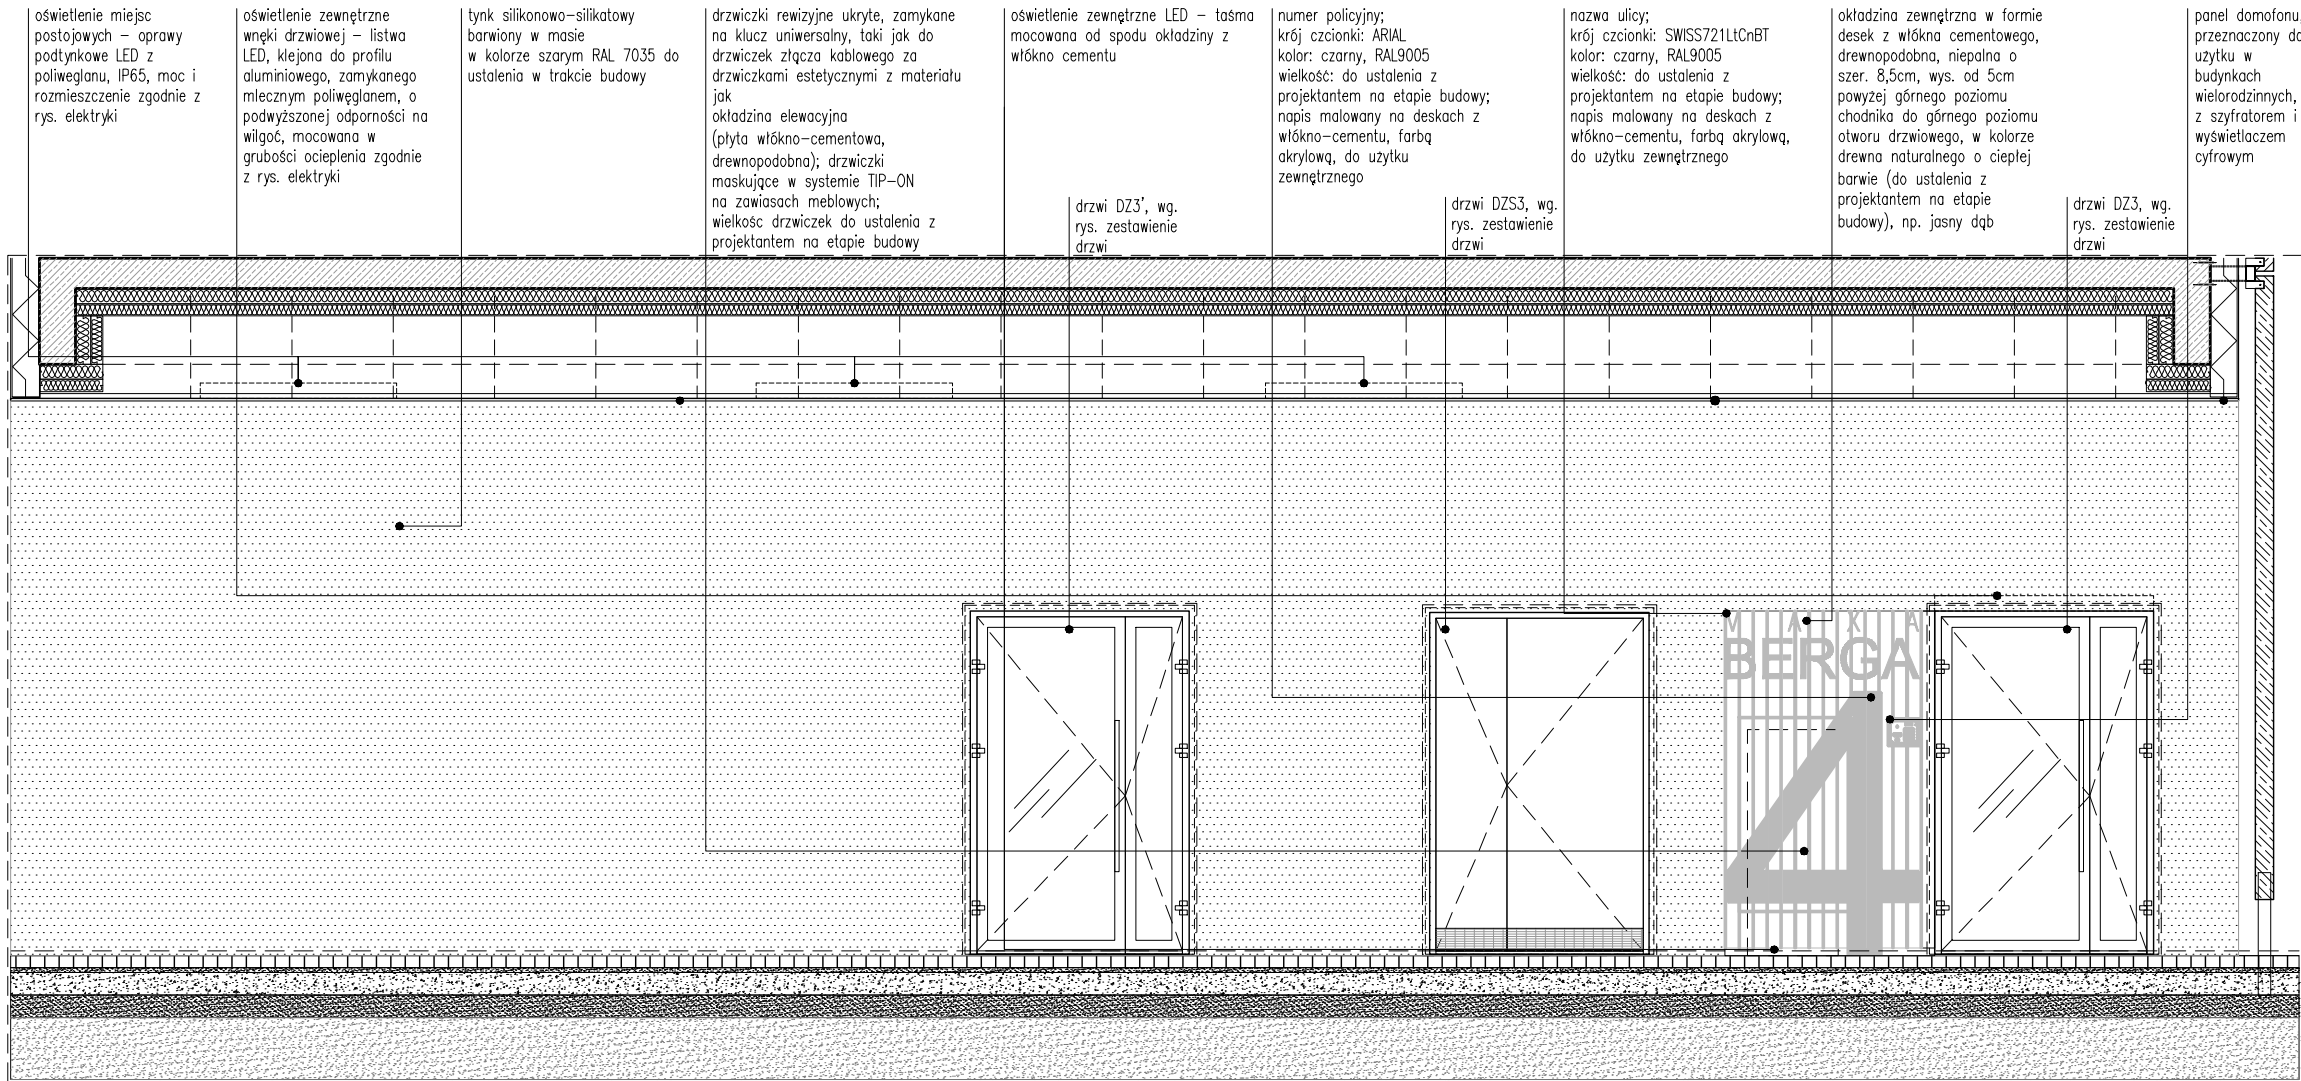 oświetlenie miejsc
postojowych – oprawy
podtynkowe LED z
poliwęglanu, IP65, moc i
rozmieszczenie zgodnie z
rys. elektryki
oświetlenie zewnętrzne
wnęki drzwiowej – listwa
LED, klejona do profilu
aluminiowego, zamykanego
mlecznym poliwęglanem, o
podwyższonej odporności na
wilgoć, mocowana w
grubości ocieplenia zgodnie
z rys. elektryki
tynk silikonowo–silikatowy
barwiony w masie
w kolorze szarym RAL 7035 do
ustalenia w trakcie budowy
drzwiczki rewizyjne ukryte, zamykane
na klucz uniwersalny, taki jak do
drzwiczek złącza kablowego za
drzwiczkami estetycznymi z materiału
jak
okładzina elewacyjna
(płyta włókno–cementowa,
drewnopodobna); drzwiczki
maskujące w systemie TIP–ON
na zawiasach meblowych;
wielkośc drzwiczek do ustalenia z
projektantem na etapie budowy
oświetlenie zewnętrzne LED – taśma
mocowana od spodu okładziny z
włókno cementu
drzwi DZ3', wg.
rys. zestawienie
drzwi
numer policyjny;
krój czcionki: ARIAL
kolor: czarny, RAL9005
wielkość: do ustalenia z
projektantem na etapie budowy;
napis malowany na deskach z
włókno–cementu, farbą
akrylową, do użytku
zewnętrznego
drzwi DZS3, wg.
rys. zestawienie
drzwi
nazwa ulicy;
krój czcionki: SWISS721LtCnBT
kolor: czarny, RAL9005
wielkość: do ustalenia z
projektantem na etapie budowy;
napis malowany na deskach z
włókno–cementu, farbą akrylową,
do użytku zewnętrznego
okładzina zewnętrzna w formie
desek z włókna cementowego,
drewnopodobna, niepalna o
szer. 8,5cm, wys. od 5cm
powyżej górnego poziomu
chodnika do górnego poziomu
otworu drzwiowego, w kolorze
drewna naturalnego o ciepłej
barwie (do ustalenia z
projektantem na etapie
budowy), np. jasny dąb
drzwi DZ3, wg.
rys. zestawienie
drzwi
panel domofonu,
przeznaczony do
użytku w
budynkach
wielorodzinnych,
z szyfratorem i
wyświetlaczem
cyfrowym
MAXA
BERGA
4